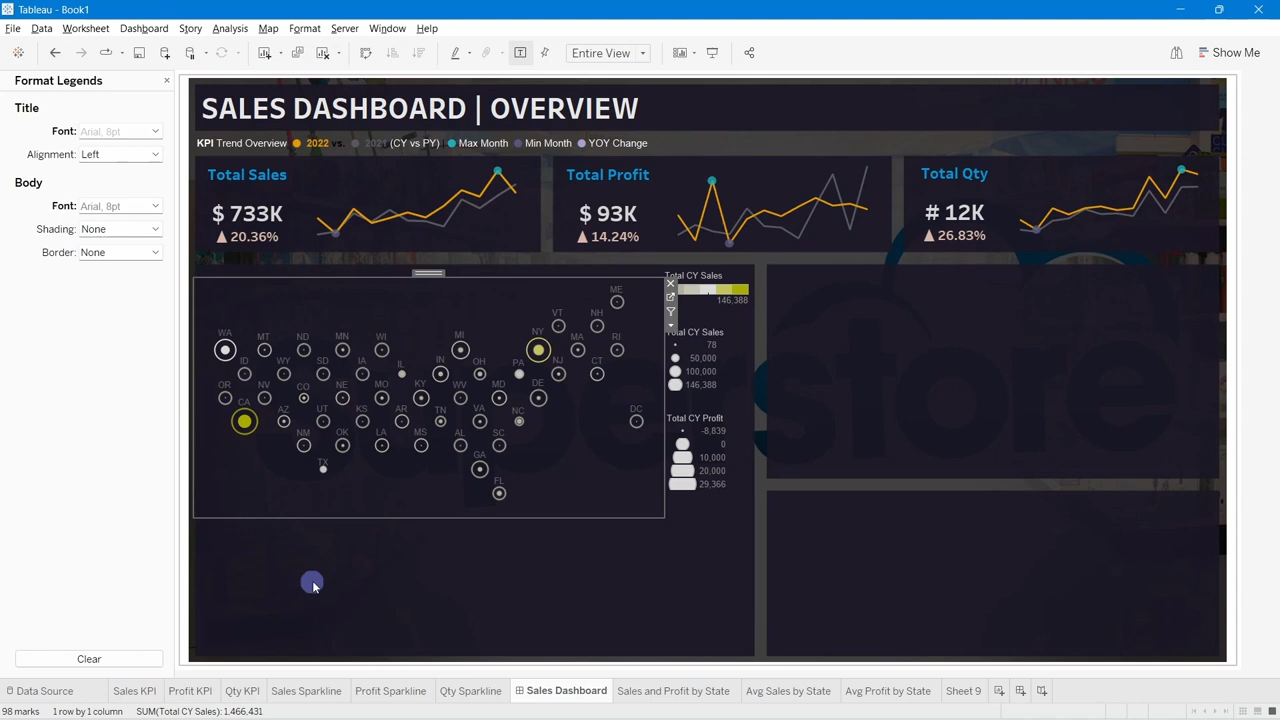 Tableau - Book1
File Data Worksheet Dashboard Story Analysis Map Format Server Window Help
Entire View
Show Me
Format Legends
Title
Font: Arial, 8pt
Alignment: Left
Body
Font: Arial, 8pt
Shading: None
Border: None
Clear
SALES DASHBOARD | OVERVIEW
KPI Trend Overview 2022 vs. 2021 (CY vs PY) Max Month Min Month YOY Change
Total Sales
$ 733K
20.36%
Total Profit
$ 93K
14.24%
Total Qty
# 12K
26.83%
ME
VT NH
WA MT ND MN WI MI NY MA RI
ID WY SD IA IL IN OH PA NJ CT
OR NV CO NE MO KY WV MD DE
CA AZ UT KS AR TN VA NC DC
NM OK LA MS AL SC
TX GA
FL
Total CY Sales
146,388
Total CY Sales
78
50,000
100,000
146,388
Total CY Profit
-8,839
0
10,000
20,000
29,366
Data Source Sales KPI Profit KPI Qty KPI Sales Sparkline Profit Sparkline Qty Sparkline Sales Dashboard Sales and Profit by State Avg Sales by State Avg Profit by State Sheet 9
98 marks 1 row by 1 column SUM(Total CY Sales): 1.466.431